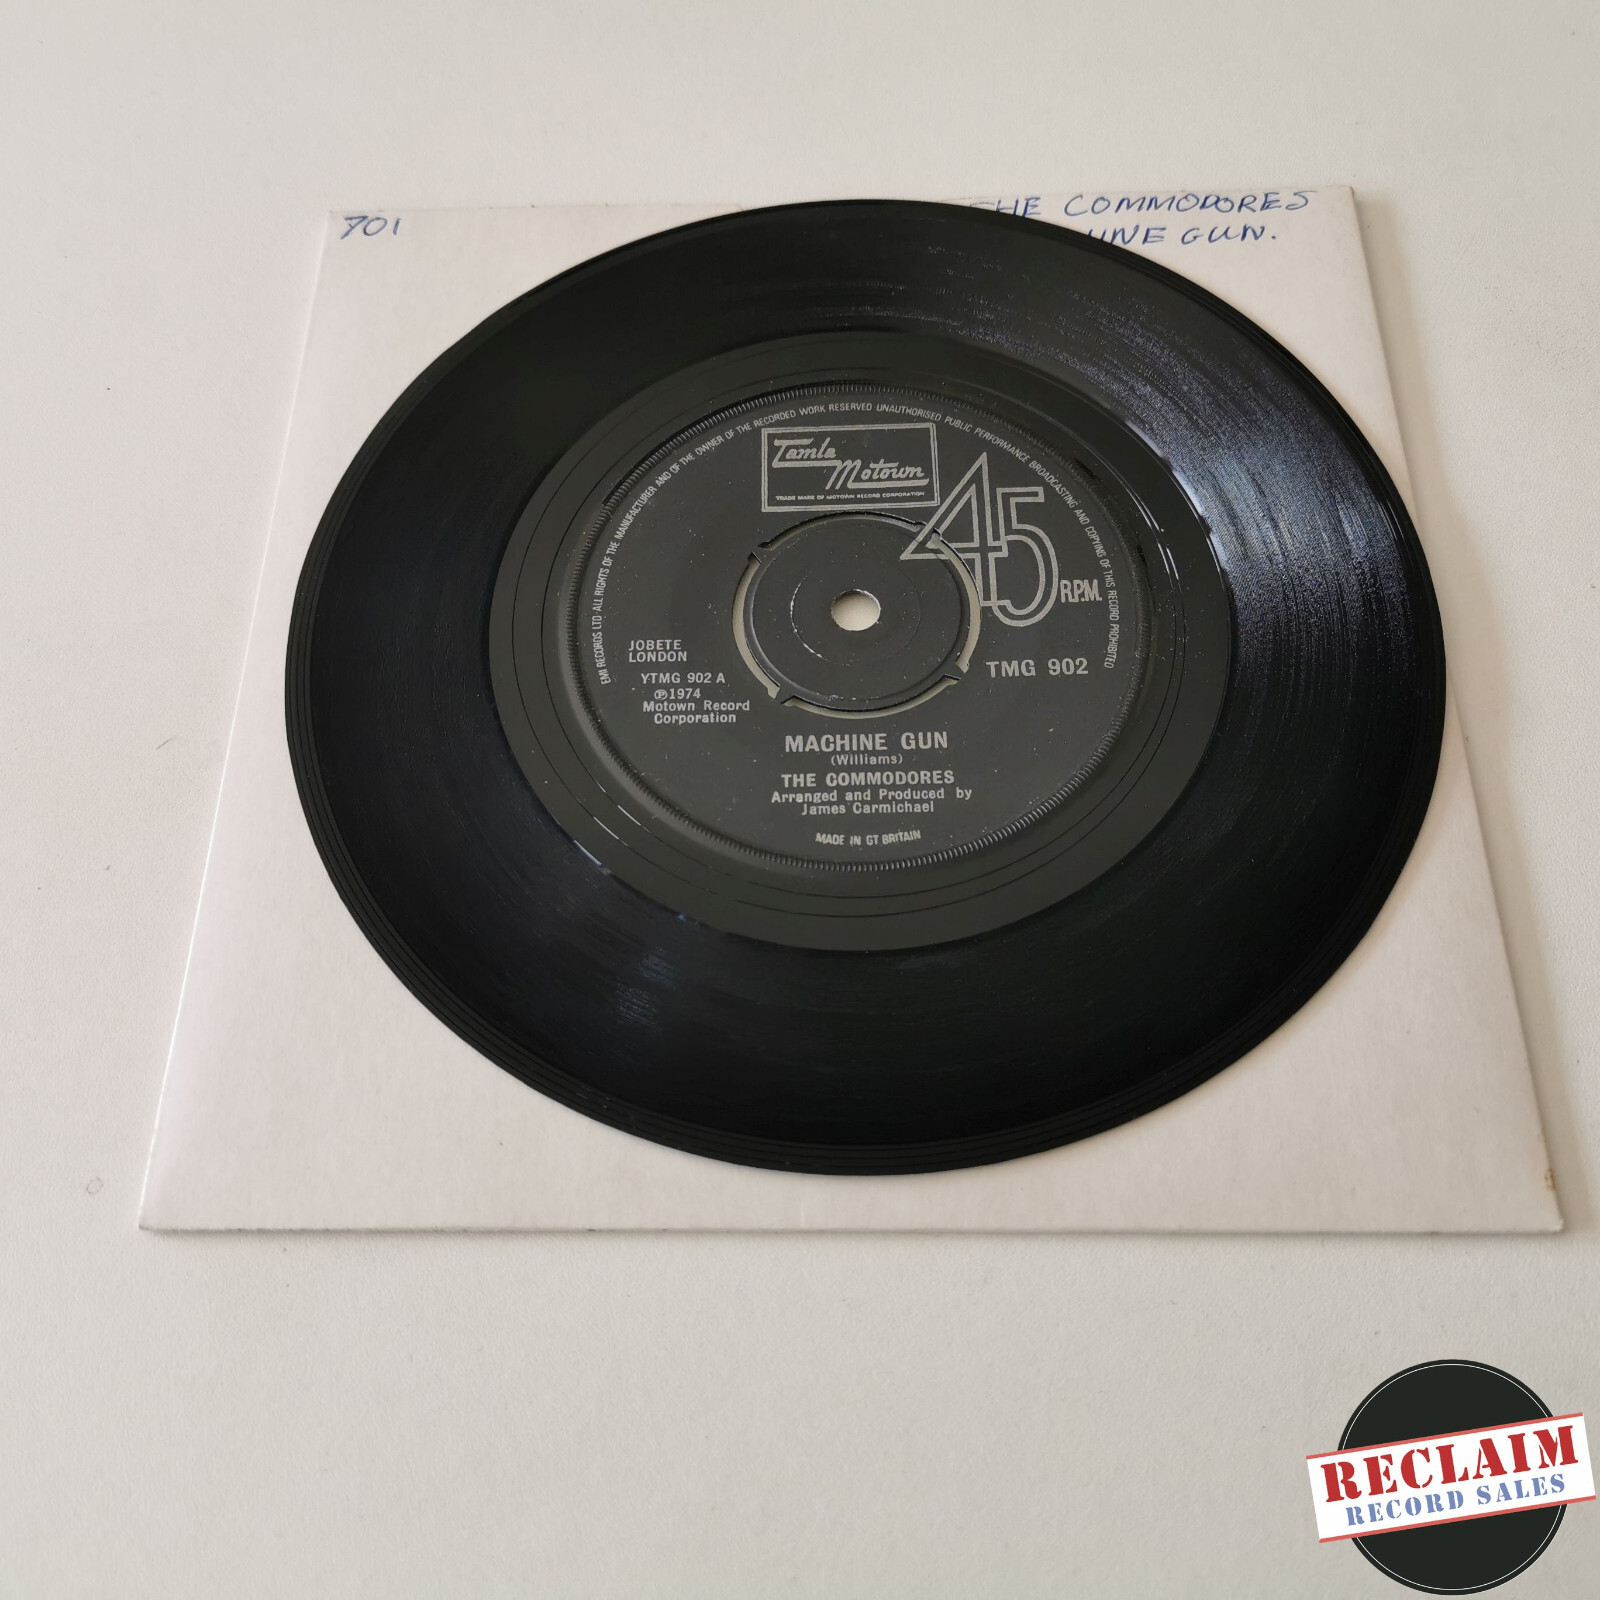 701
THE COMMODORES
GUN.
EMI RECORDS LTD·ALL RIGHTS OF THE MANUFACTURER AND OF THE OWNER OF THE RECORDED WORK RESERVED·UNAUTHORISED PUBLIC PERFORMANCE BROADCASTING AND COPYING OF THIS RECORD PROHIBITED
Tamla
Motown
TRADE MARK OF MOTOWN RECORD CORPORATION
45
R.P.M.
JOBETE
LONDON
YTMG 902 A
℗1974
Motown Record
Corporation
TMG 902
MACHINE GUN
(Williams)
THE COMMODORES
Arranged and Produced by
James Carmichael
MADE IN GT BRITAIN
RECLAIM
RECORD SALES